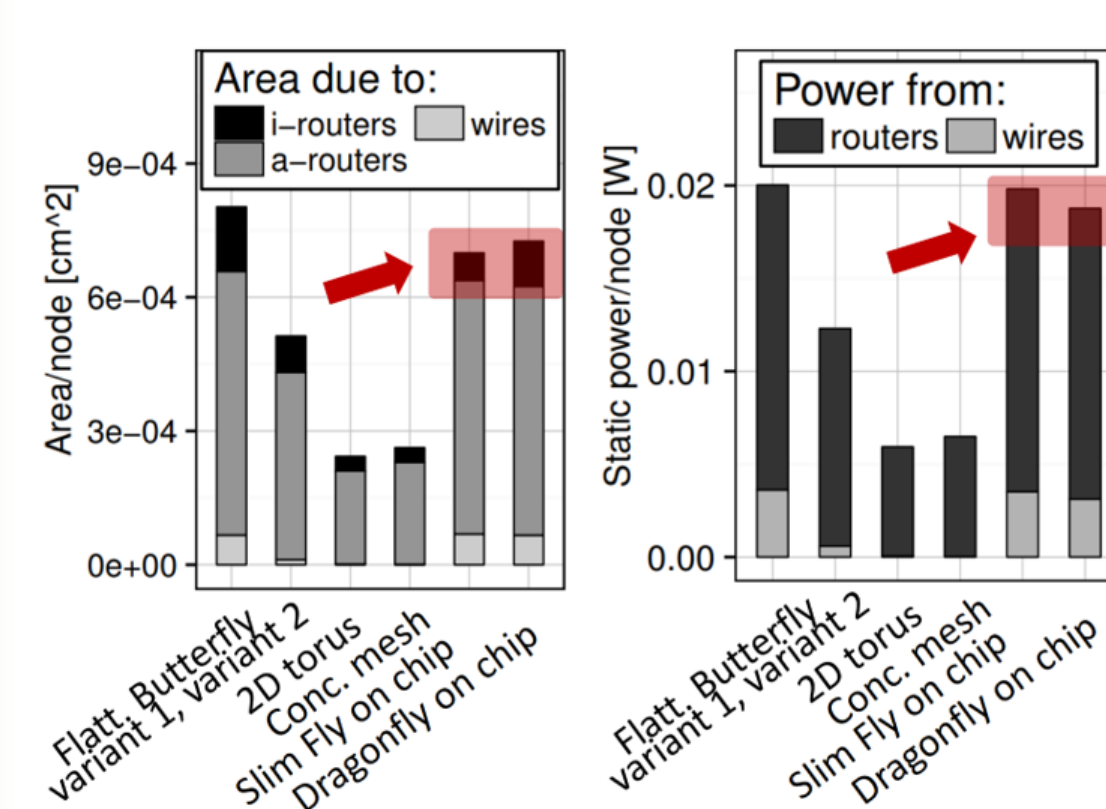 Area due to:
i−routers wires
a−routers
Area/node [cm^2]
9e−04
6e−04
3e−04
0e+00
Flatt. Butterfly
variant 1, variant 2
2D torus
Conc. mesh
Slim Fly on chip
Dragonfly on chip
Power from:
routers wires
Static power/node [W]
0.02
0.01
0.00
Flatt. Butterfly
variant 1, variant 2
2D torus
Conc. mesh
Slim Fly on chip
Dragonfly on chip